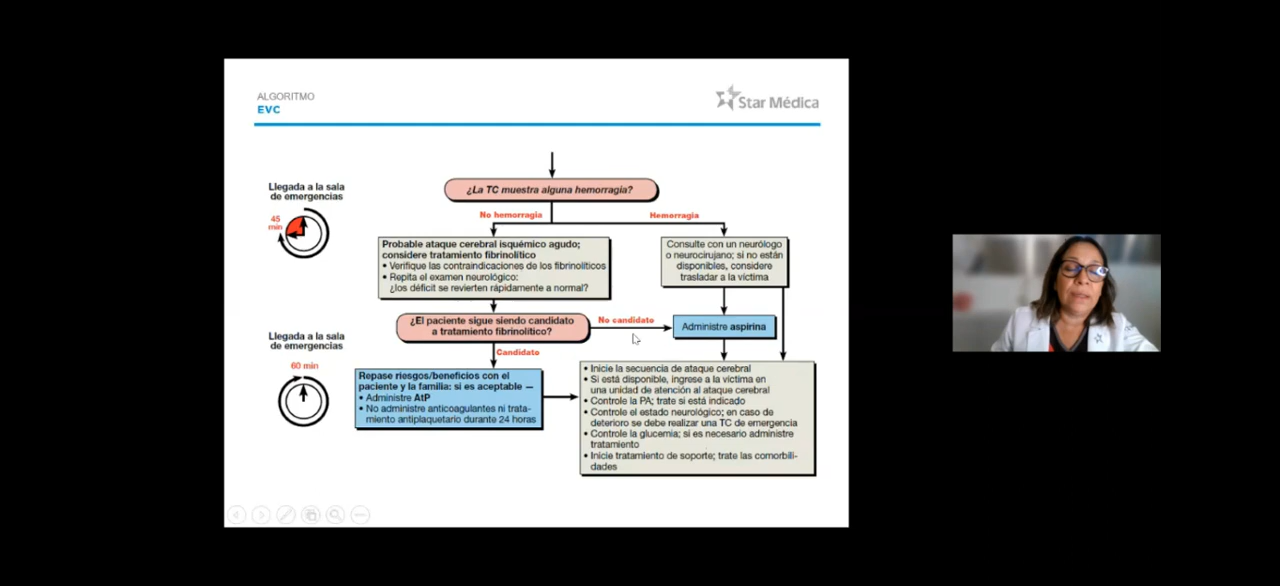 ALGORITMO
EVC
Star Médica
¿La TC muestra alguna hemorragia?
Llegada a la sala
de emergencias
45
min
No hemorragia
Hemorragia
Probable ataque cerebral isquémico agudo;
considere tratamiento fibrinolítico
• Verifique las contraindicaciones de los fibrinolíticos
• Repita el examen neurológico:
¿los déficit se revierten rápidamente a normal?
Consulte con un neurólogo
o neurocirujano; si no están
disponibles, considere
trasladar a la víctima
¿El paciente sigue siendo candidato
a tratamiento fibrinolítico?
No candidato
Administre aspirina
Llegada a la sala
de emergencias
60 min
Candidato
Repase riesgos/beneficios con el
paciente y la familia: si es aceptable —
• Administre AtP
• No administre anticoagulantes ni trata-
miento antiplaquetario durante 24 horas
• Inicie la secuencia de ataque cerebral
• Si está disponible, ingrese a la víctima en
una unidad de atención al ataque cerebral
• Controle la PA; trate si está indicado
• Controle el estado neurológico; en caso de
deterioro se debe realizar una TC de emergencia
• Controle la glucemia; si es necesario administre
tratamiento
• Inicie tratamiento de soporte; trate las comorbili-
dades